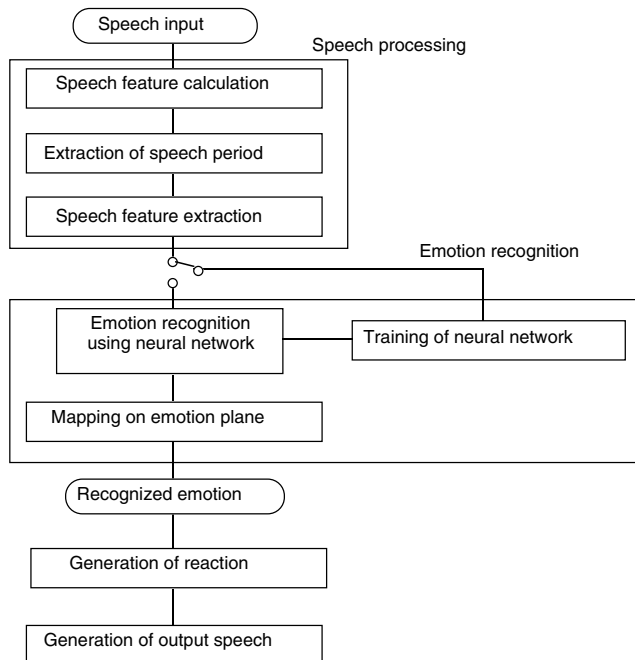 Speech input
Speech processing
Speech feature calculation
Extraction of speech period
Speech feature extraction
Emotion recognition
Emotion recognition
using neural network
Training of neural network
Mapping on emotion plane
Recognized emotion
Generation of reaction
Generation of output speech